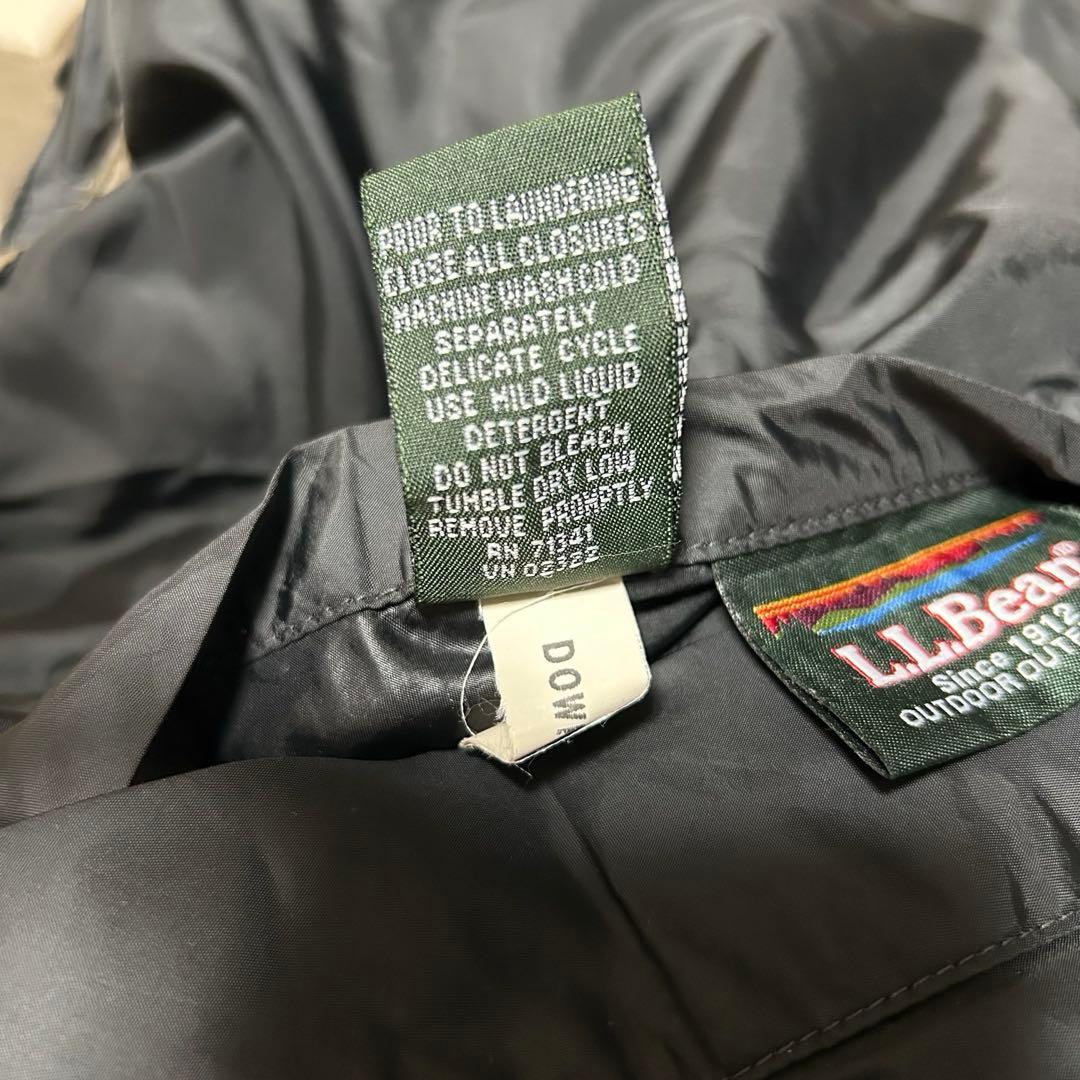 PRIOR TO LAUNDERING
CLOSE ALL CLOSURES
MACHINE WASH COLD
SEPARATELY
DELICATE CYCLE
USE MILD LIQUID
DETERGENT
DO NOT BLEACH
TUMBLE DRY LOW
REMOVE PROMPTLY
RN 71341
VN
DOW
L.L.Bean®
Since 1912
OUTDOOR OUT